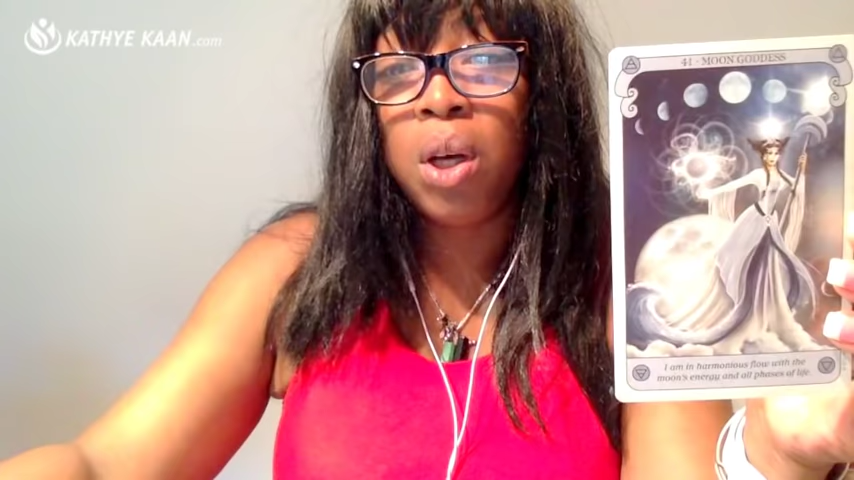 KATHYE KAAN.com
41 - MOON GODDESS
I am in harmonious flow with the
moon's energy and all phases of life.